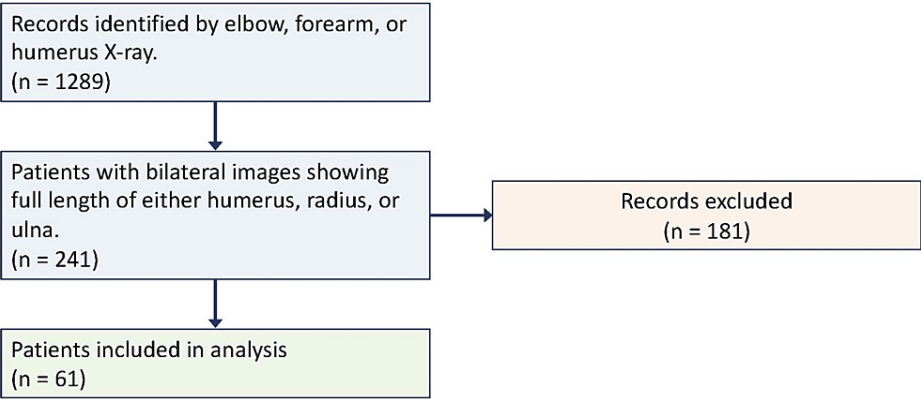 Records identified by elbow, forearm, or
humerus X-ray.
(n = 1289)
Patients with bilateral images showing
full length of either humerus, radius, or
ulna.
(n = 241)
Records excluded
(n = 181)
Patients included in analysis
(n = 61)